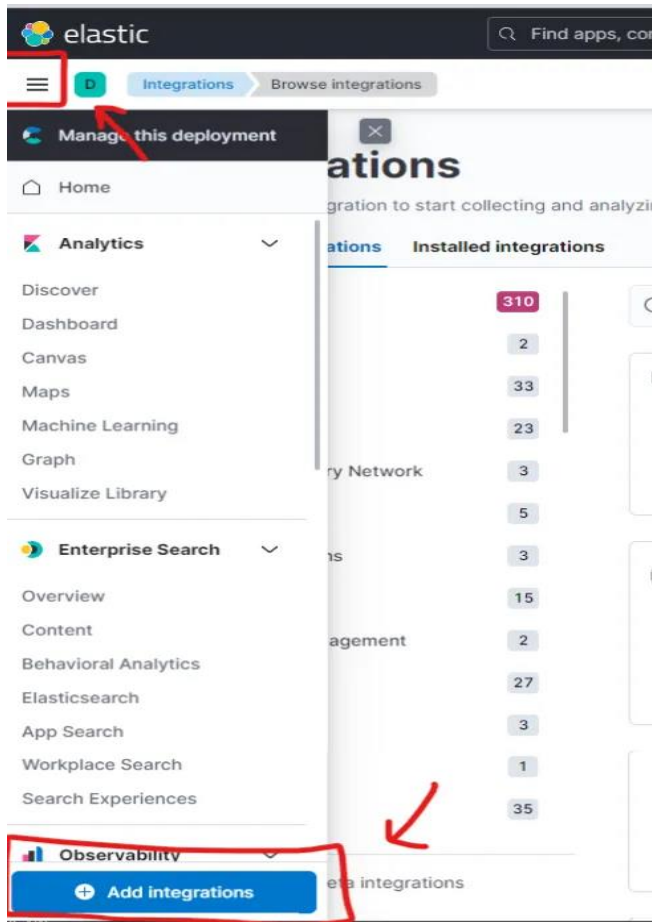 elastic
Find apps, con
D
Integrations
Browse integrations
Manage this deployment
Home
Analytics
Discover
Dashboard
Canvas
Maps
Machine Learning
Graph
Visualize Library
Enterprise Search
Overview
Content
Behavioral Analytics
Elasticsearch
App Search
Workplace Search
Search Experiences
Observability
Add integrations
ations
gration to start collecting and analyzi
ations
Installed integrations
310
2
33
23
ry Network 3
5
ns 3
15
agement 2
27
3
1
35
eta integrations